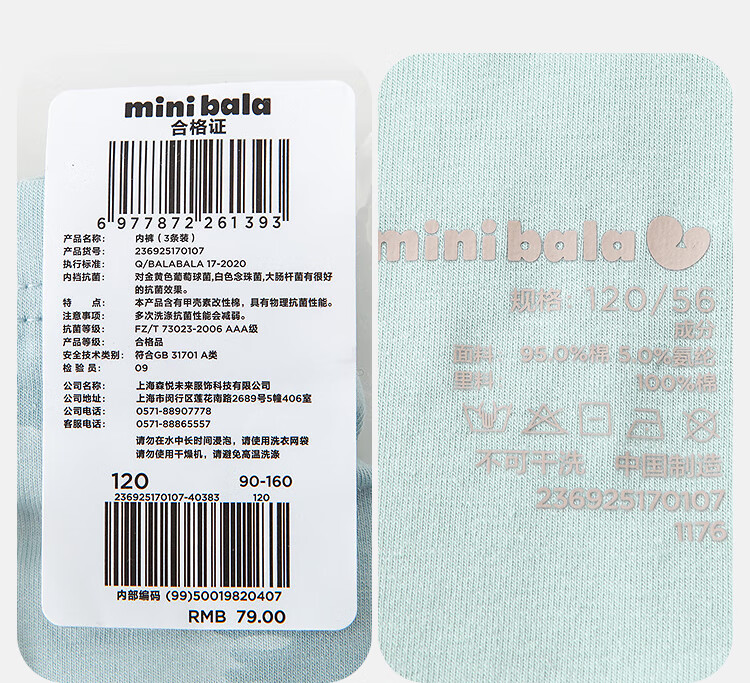 mini bala
合格证
6 977872 261393
产品名称: 内裤(3条装)
产品货号: 236925170107
执行标准: Q/BALABALA 17-2020
内裆抗菌: 对金黄色葡萄球菌,白色念珠菌,大肠杆菌有很好
的抗菌效果。
特 点: 本产品含有甲壳素改性棉,具有物理抗菌性能。
注意事项: 多次洗涤抗菌性能会减弱。
抗菌等级: FZ/T 73023-2006 AAA级
产品等级: 合格品
安全技术类别: 符合GB 31701 A类
检 验 员: 09
公司名称: 上海森悦未来服饰科技有限公司
公司地址: 上海市闵行区莲花南路2689号5幢406室
公司电话: 0571-88907778
客服电话: 0571-88865557
请勿在水中长时间浸泡,请使用洗衣网袋
请勿使用干燥机,请避免高温洗涤
120 90-160
236925170107-40383 120
内部编码 (99)50019820407
RMB 79.00
mini bala
规格: 120/56
成分
面料 95.0%棉 5.0%氨纶
里料 100%棉
不可干洗 中国制造
236925170107
1176